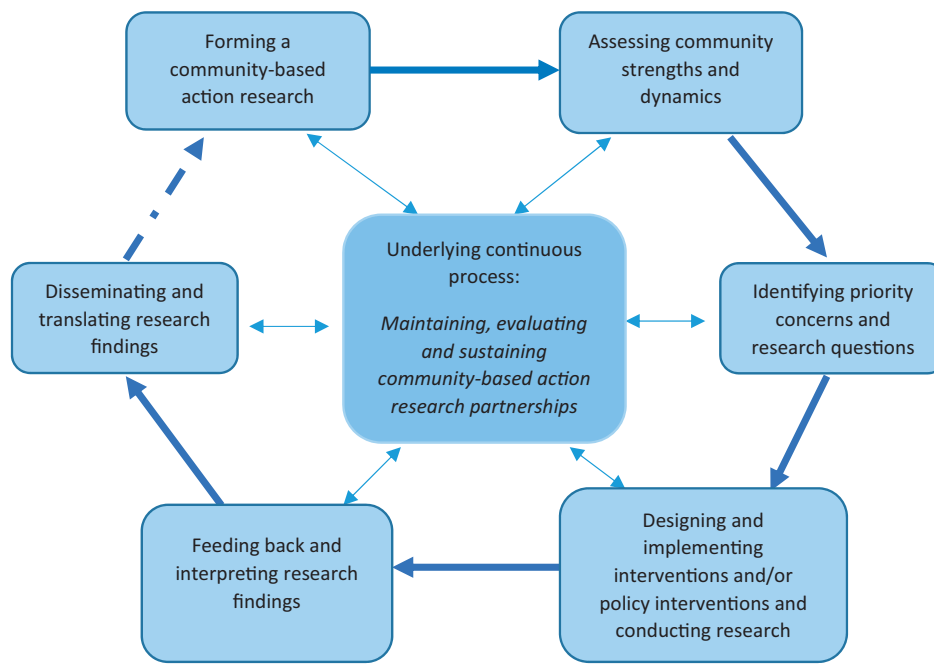 Forming a
community-based
action research
Assessing community
strengths and
dynamics
Identifying priority
concerns and
research questions
Designing and
implementing
interventions and/or
policy interventions and
conducting research
Feeding back and
interpreting research
findings
Disseminating and
translating research
findings
Underlying continuous
process:
Maintaining, evaluating
and sustaining
community-based action
research partnerships